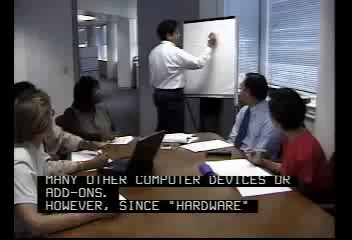 MANY OTHER COMPUTER DEVICES OR
ADD-ONS.
HOWEVER, SINCE "HARDWARE"